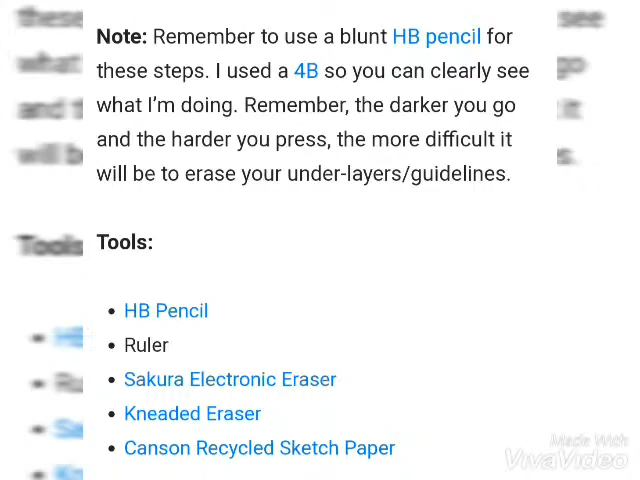 Note: Remember to use a blunt HB pencil for
these steps. I used a 4B so you can clearly see
what I’m doing. Remember, the darker you go
and the harder you press, the more difficult it
will be to erase your under-layers/guidelines.
Tools:
• HB Pencil
• Ruler
• Sakura Electronic Eraser
• Kneaded Eraser
• Canson Recycled Sketch Paper
Made With
VivaVideo